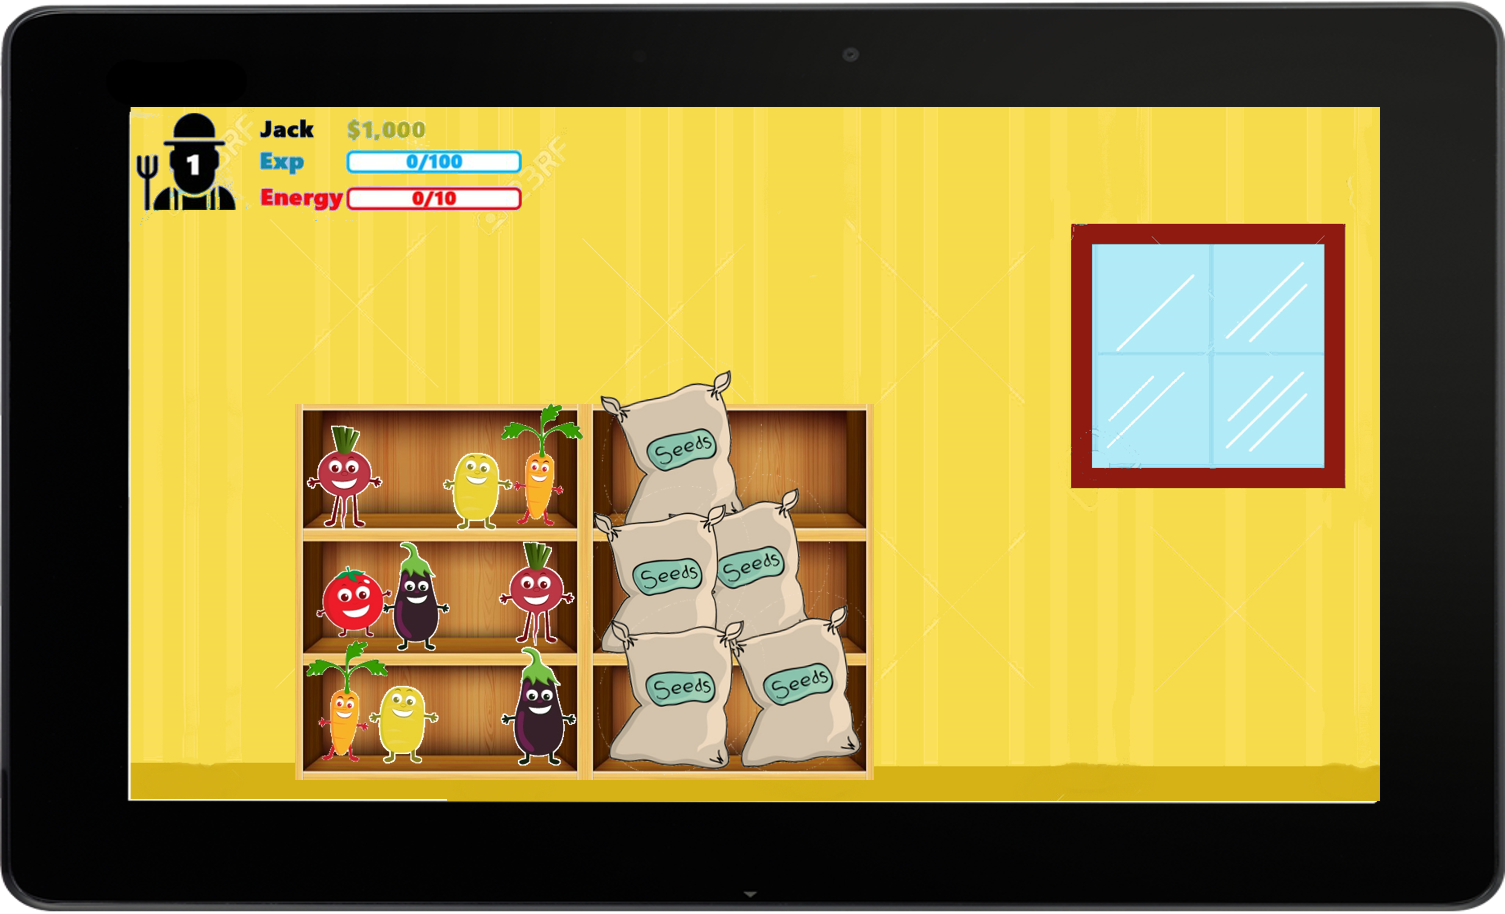 1
Jack $1,000
Exp 0/100
Energy 0/10
Seeds
Seeds Seeds
Seeds Seeds